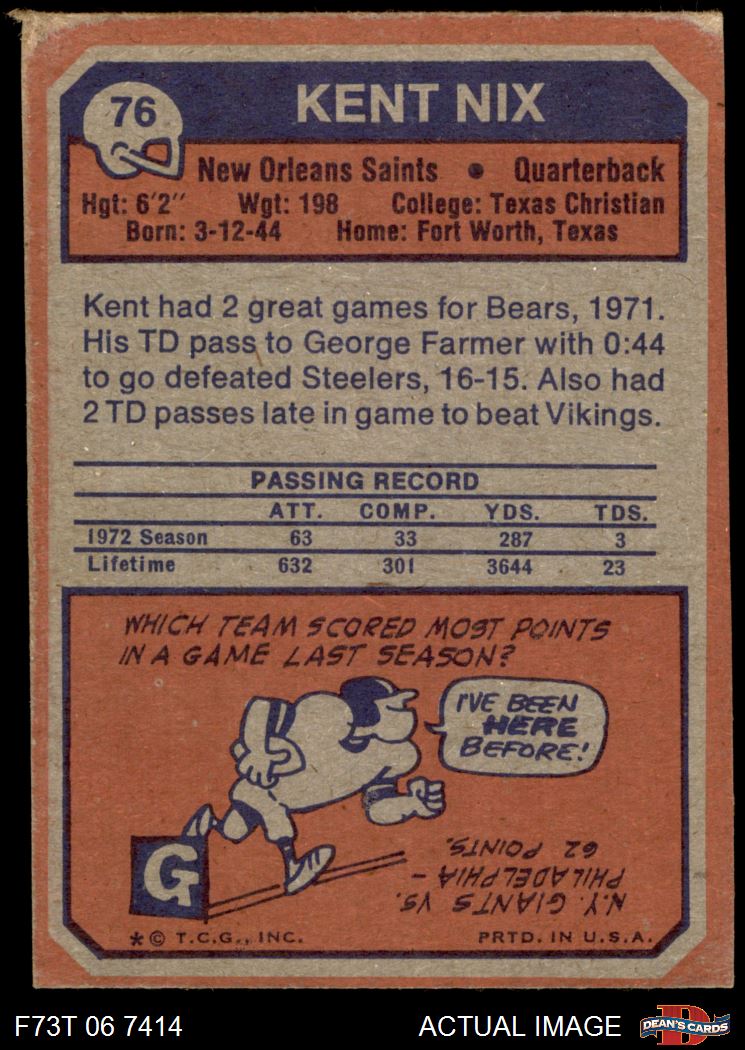 76
KENT NIX
New Orleans Saints • Quarterback
Hgt: 6'2" Wgt: 198 College: Texas Christian
Born: 3-12-44 Home: Fort Worth, Texas
Kent had 2 great games for Bears, 1971.
His TD pass to George Farmer with 0:44
to go defeated Steelers, 16-15. Also had
2 TD passes late in game to beat Vikings.
PASSING RECORD
ATT. COMP. YDS. TDS.
1972 Season 63 33 287 3
Lifetime 632 301 3644 23
WHICH TEAM SCORED MOST POINTS
IN A GAME LAST SEASON?
I'VE BEEN
HERE
BEFORE!
G
N.Y. GIANTS VS.
PHILADELPHIA –
62 POINTS.
* © T.C.G., INC. PRTD. IN U.S.A.
F73T 06 7414 ACTUAL IMAGE DEAN'S CARDS